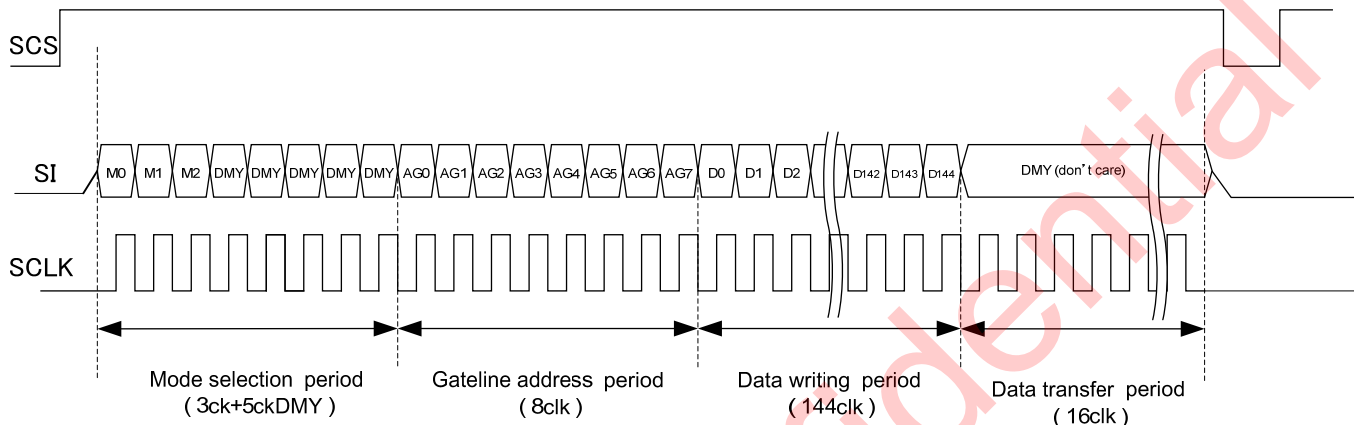 SCS
SI
M0 M1 M2 DMY DMY DMY DMY DMY AG0 AG1 AG2 AG3 AG4 AG5 AG6 AG7 D0 D1 D2 D142 D143 D144 DMY (don't care)
SCLK
Mode selection period
( 3ck+5ckDMY )
Gateline address period
( 8clk )
Data writing period
( 144clk )
Data transfer period
( 16clk )
fidential